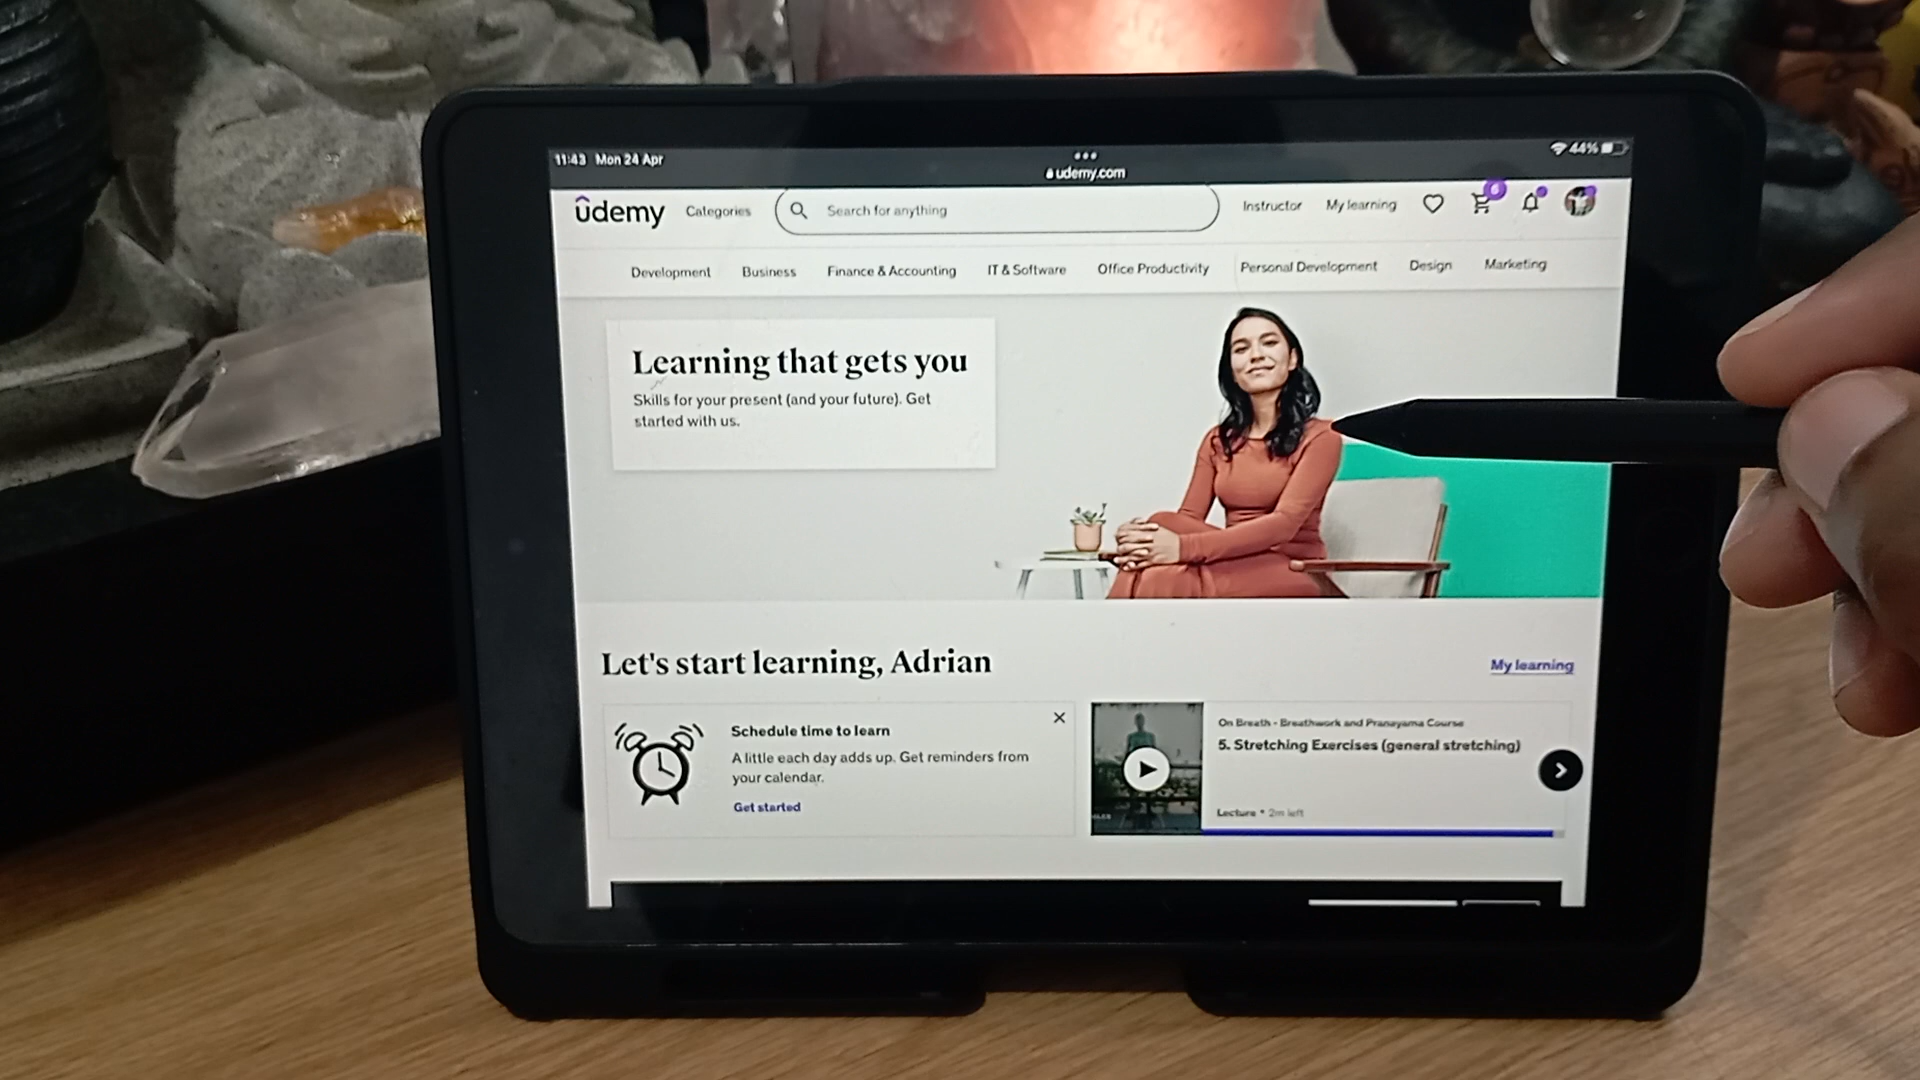 11:43 Mon 24 Apr
44%
udemy.com
udemy
Categories
Search for anything
Instructor
My learning
Development
Business
Finance & Accounting
IT & Software
Office Productivity
Personal Development
Design
Marketing
Learning that gets you
Skills for your present (and your future). Get
started with us.
Let's start learning, Adrian
My learning
Schedule time to learn
A little each day adds up. Get reminders from
your calendar.
Get started
On Breath - Breathwork and Pranayama Course
5. Stretching Exercises (general stretching)
Lecture • 2m left